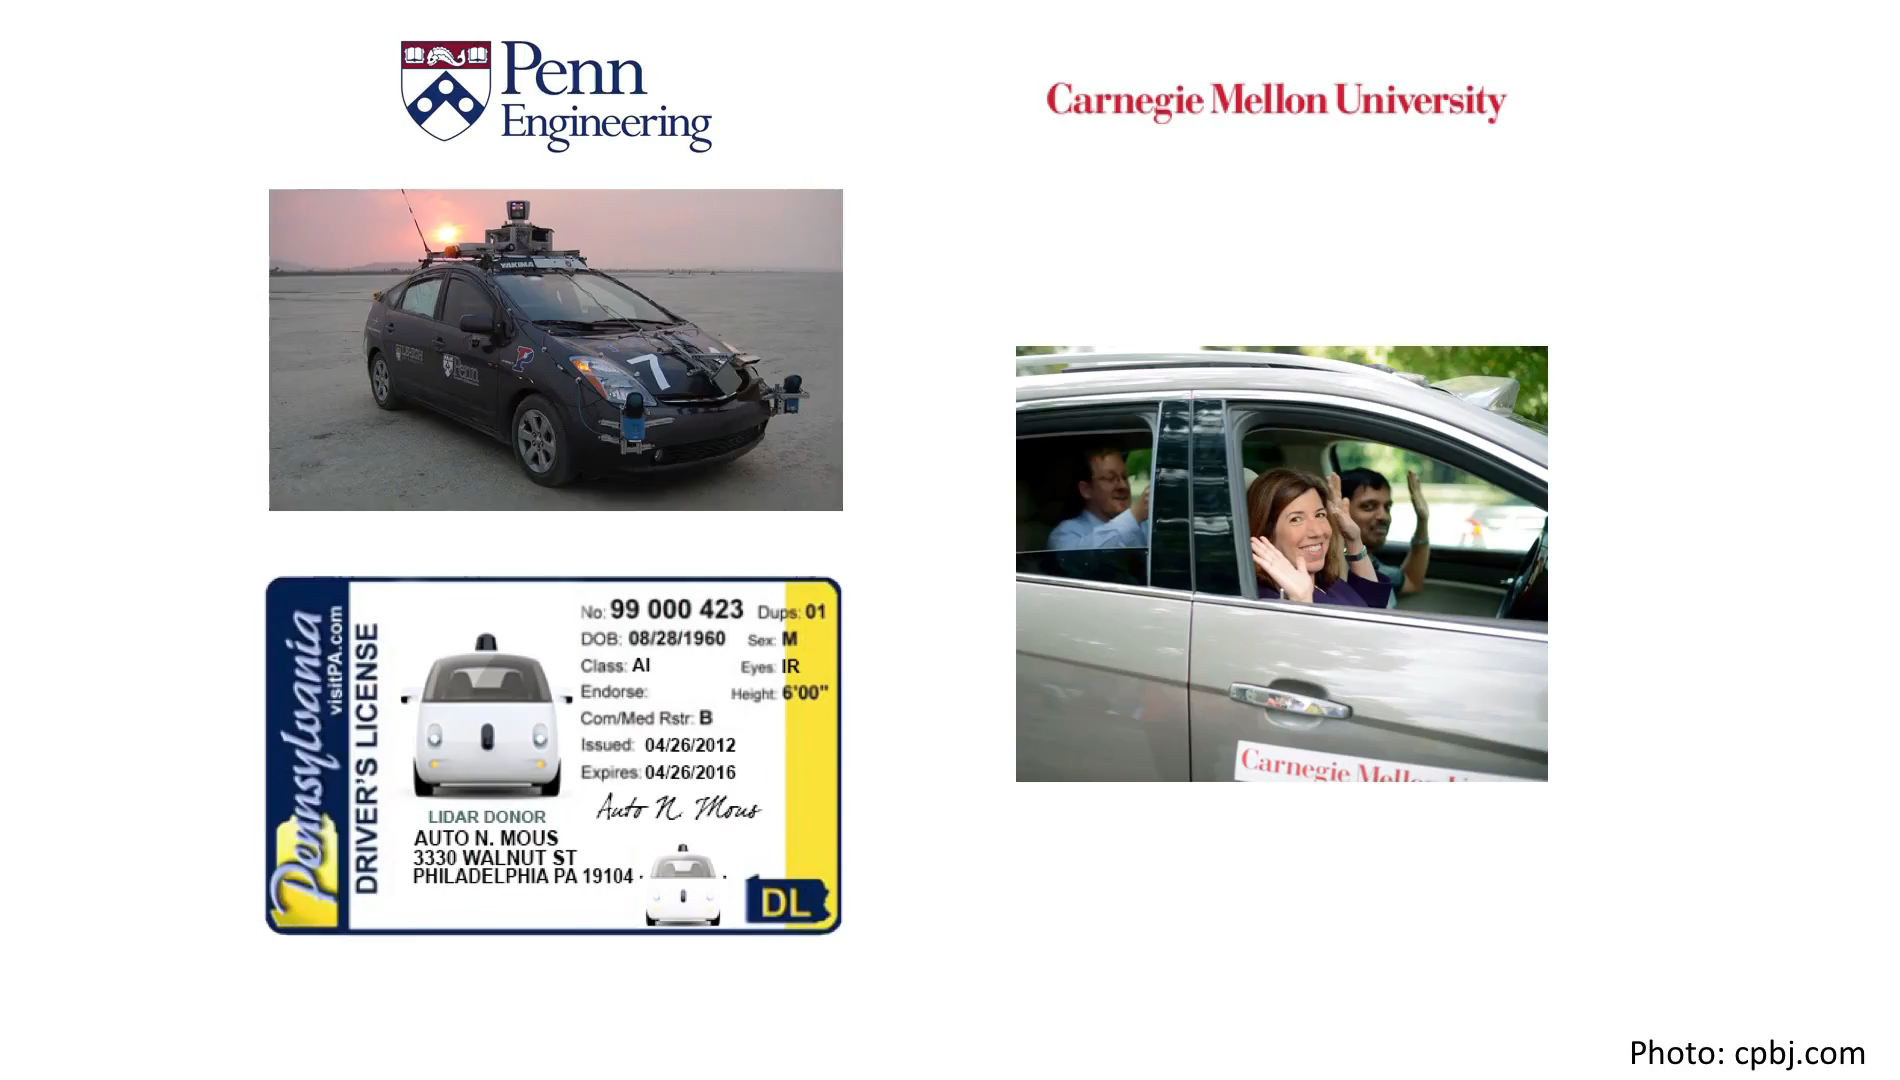 Penn
Engineering
Carnegie Mellon University
YAKIMA
7
P
Penn
Carnegie Mellon
Pennsylvania
visitPA.com
DRIVER'S LICENSE
No: 99 000 423 Dups: 01
DOB: 08/28/1960 Sex: M
Class: AI Eyes: IR
Endorse: Height: 6'00"
Com/Med Rstr: B
Issued: 04/26/2012
Expires: 04/26/2016
Auto N. Mous
LIDAR DONOR
AUTO N. MOUS
3330 WALNUT ST
PHILADELPHIA PA 19104
DL
Photo: cpbj.com